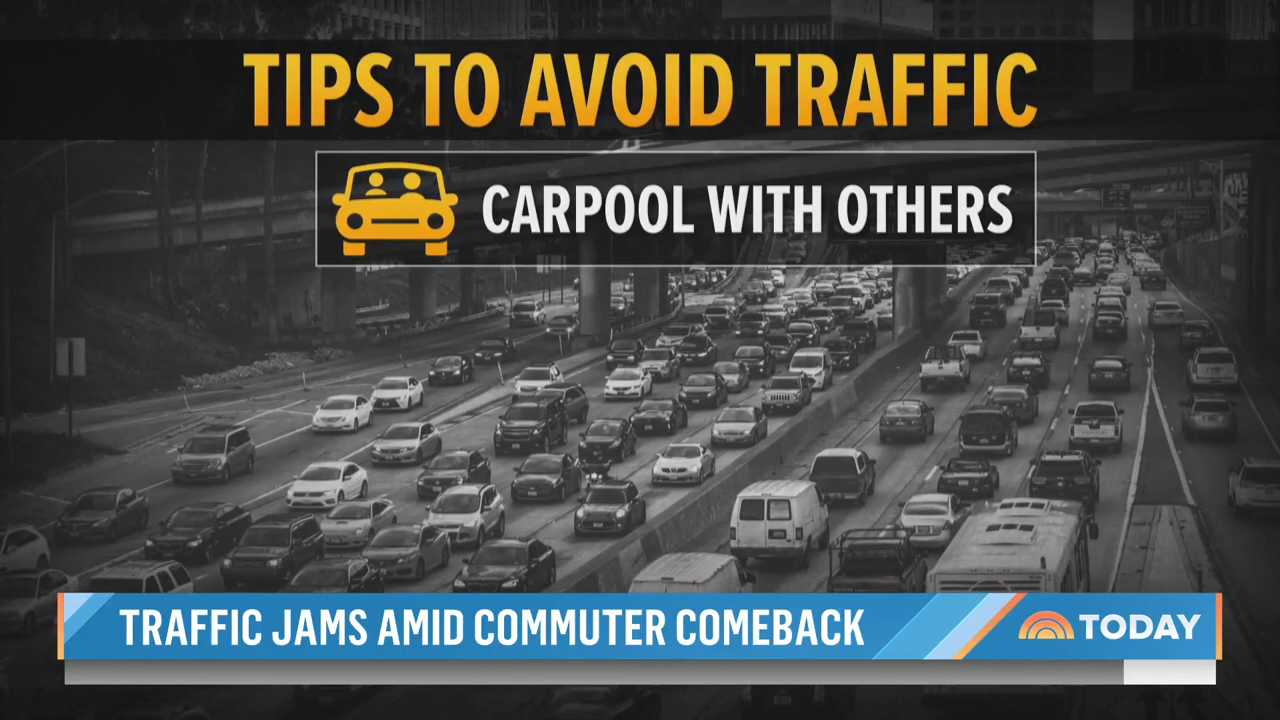 TIPS TO AVOID TRAFFIC
CARPOOL WITH OTHERS
TRAFFIC JAMS AMID COMMUTER COMEBACK
TODAY